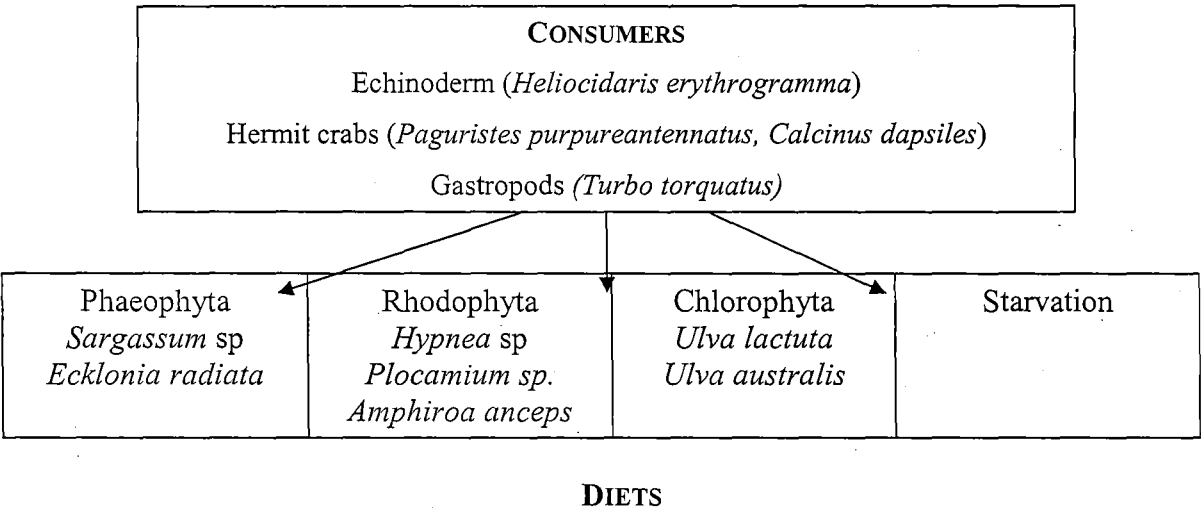 CONSUMERS
Echinoderm (Heliocidaris erythrogramma)
Hermit crabs (Paguristes purpureantennatus, Calcinus dapsiles)
Gastropods (Turbo torquatus)
Phaeophyta
Sargassum sp
Ecklonia radiata
Rhodophyta
Hypnea sp
Plocamium sp.
Amphiroa anceps
Chlorophyta
Ulva lactuta
Ulva australis
Starvation
DIETS